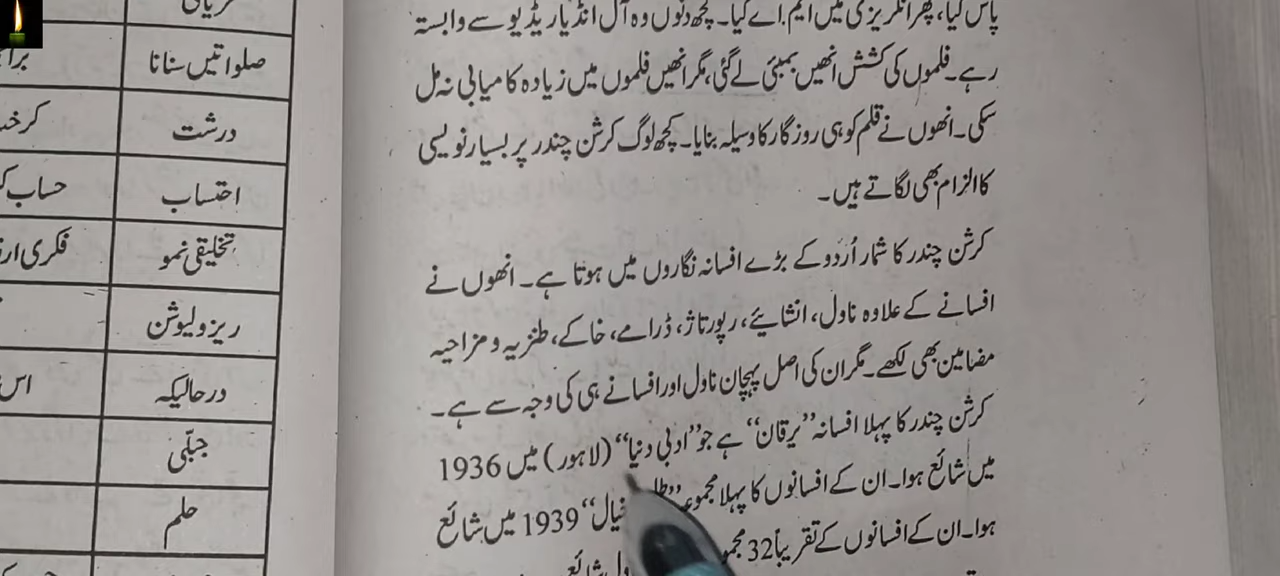 پاس کیا، پھر انگریزی میں ایم اے کیا۔ کچھ دنوں وہ آل انڈیا ریڈیو سے وابستہ
رہے۔ فلموں کی کشش انھیں بمبئی لے گئی، مگر انھیں فلموں میں زیادہ کامیابی نہ مل
سکی۔ انھوں نے قلم کو ہی روزگار کا وسیلہ بنایا۔ کچھ لوگ کرشن چندر پر بسیار نویسی
کا الزام بھی لگاتے ہیں۔
کرشن چندر کا شمار اُردو کے بڑے افسانہ نگاروں میں ہوتا ہے۔ انھوں نے
افسانے کے علاوہ ناول، انشائیے، رپورتاژ، ڈرامے، خاکے، طنزیہ و مزاحیہ
مضامین بھی لکھے۔ مگر ان کی اصل پہچان ناول اور افسانے ہی کی وجہ سے ہے۔
کرشن چندر کا پہلا افسانہ ”یرقان“ ہے جو ”ادبی دنیا“ (لاہور) میں 1936
میں شائع ہوا۔ ان کے افسانوں کا پہلا خیال“ 1939 میں شائع
ہوا۔ ان کے افسانوں کے تقریباً 32 شائع
صلواتیں سنانا
درشت
احتساب
تخلیقی نمو
ریزولیوشن
درحالیکہ اس
جبلّی
حلم